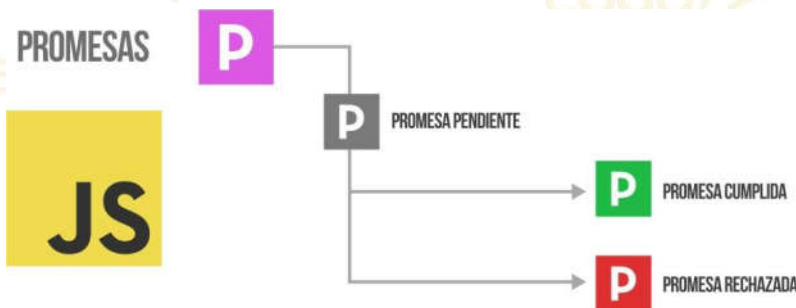 PROMESAS
P
P
PROMESA PENDIENTE
JS
P
PROMESA CUMPLIDA
P
PROMESA RECHAZADA